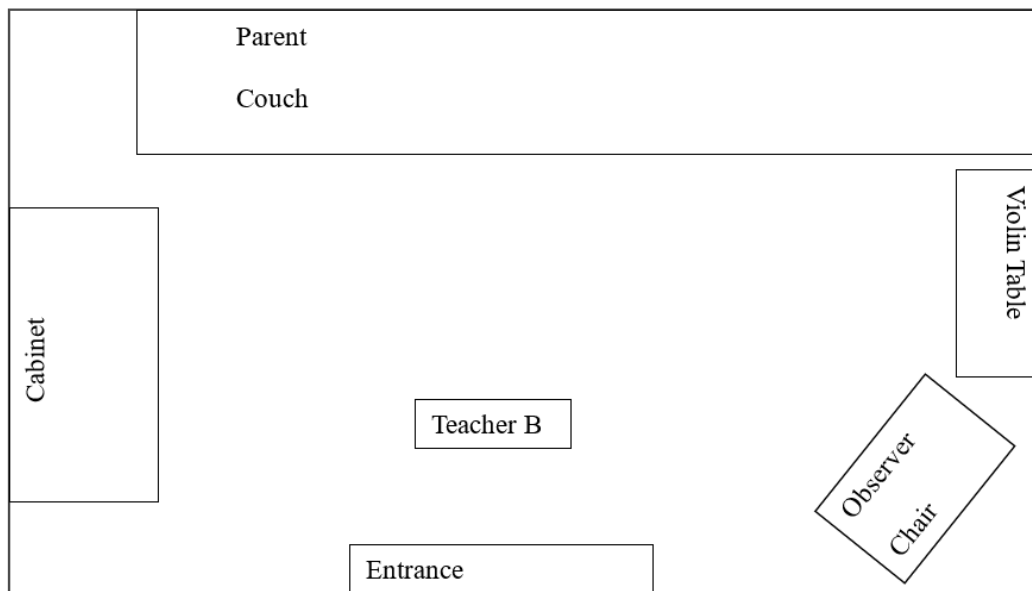 Parent
Couch
Violin Table
Cabinet
Teacher B
Observer
Chair
Entrance